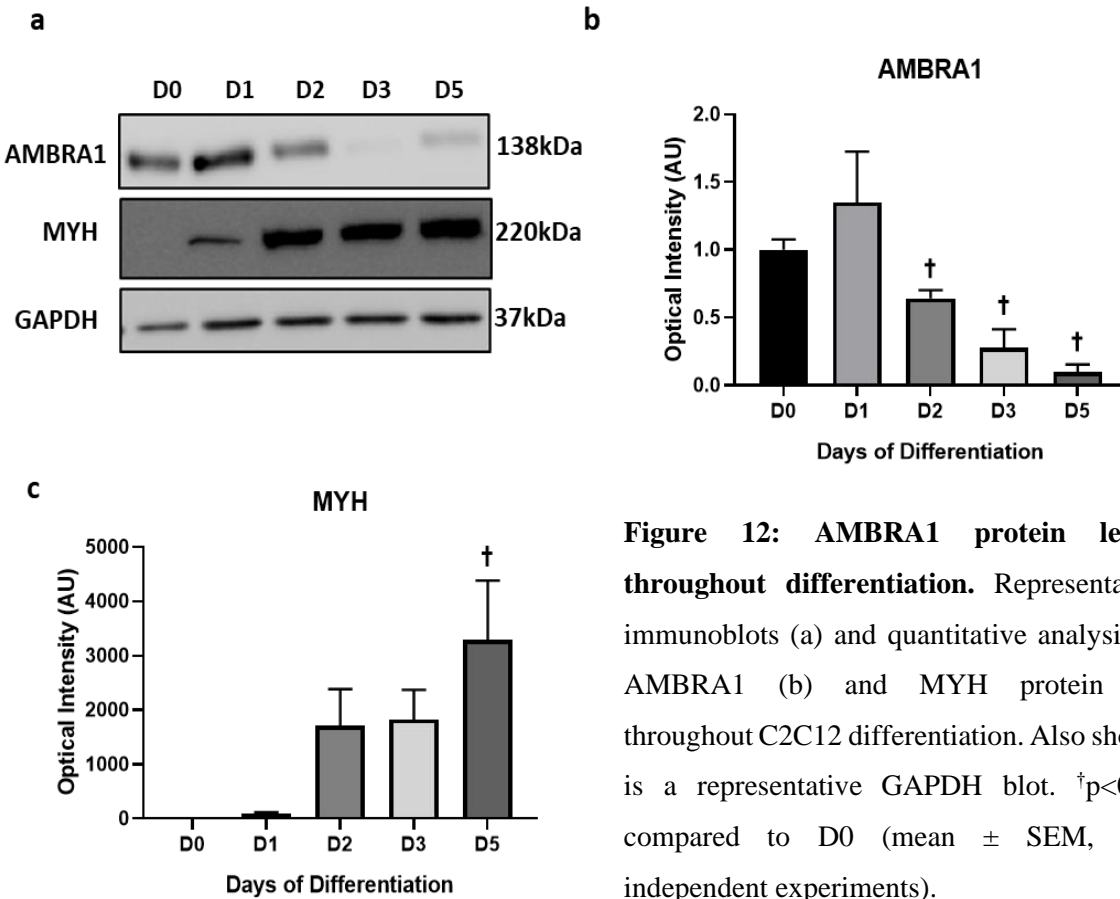 a
D0 D1 D2 D3 D5
AMBRA1 138kDa
MYH 220kDa
GAPDH 37kDa
b
AMBRA1
Optical Intensity (AU)
2.0
1.5
1.0
0.5
0.0
† † †
D0 D1 D2 D3 D5
Days of Differentiation
c
MYH
Optical Intensity (AU)
5000
4000
3000
2000
1000
0
†
D0 D1 D2 D3 D5
Days of Differentiation
Figure 12: AMBRA1 protein
throughout differentiation. 
immunoblots (a) and quantitative
AMBRA1 (b) and MYH protein
throughout C2C12 differentiation. Also
is a representative GAPDH blot.
compared to D0 (mean ± SEM,
independent experiments).